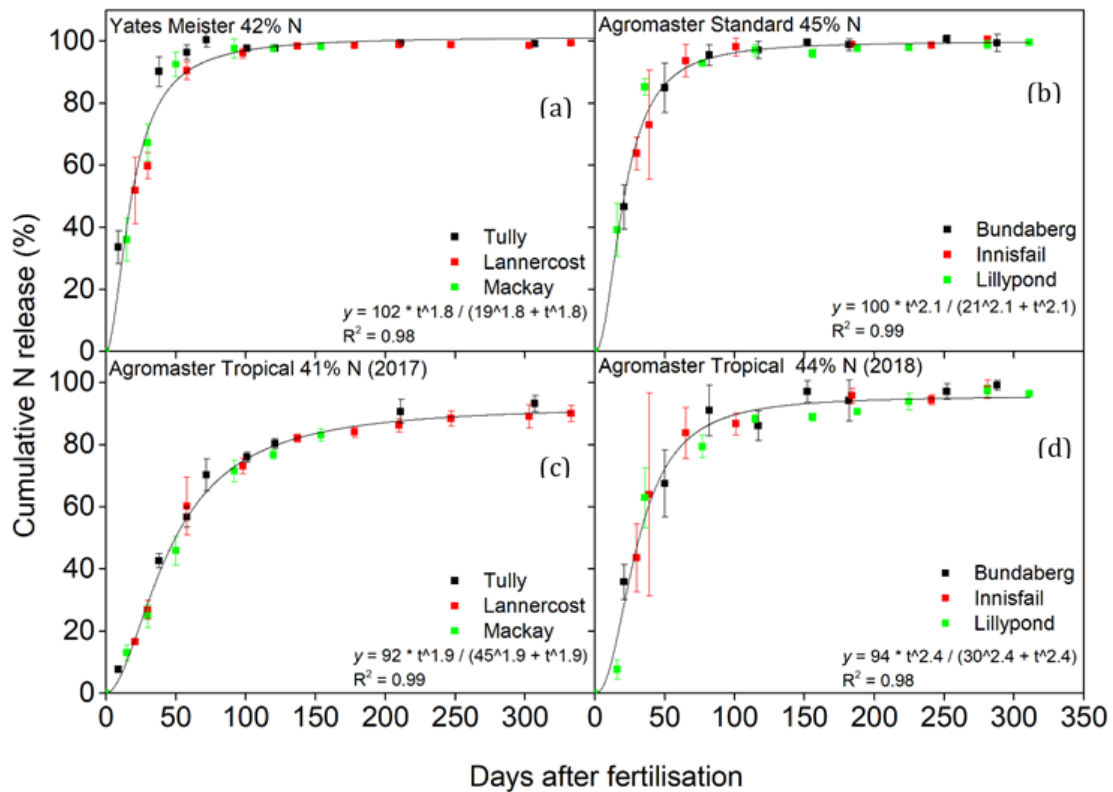 Yates Meister 42% N
Agromaster Standard 45% N
100
80
60
40
20
0
(a)
(b)
Tully
Lannercost
Mackay
y = 102 * t^1.8 / (19^1.8 + t^1.8)
R² = 0.98
Bundaberg
Innisfail
Lillypond
y = 100 * t^2.1 / (21^2.1 + t^2.1)
R² = 0.99
Cumulative N release (%)
Agromaster Tropical 41% N (2017)
Agromaster Tropical 44% N (2018)
100
80
60
40
20
0
(c)
(d)
Tully
Lannercost
Mackay
y = 92 * t^1.9 / (45^1.9 + t^1.9)
R² = 0.99
Bundaberg
Innisfail
Lillypond
y = 94 * t^2.4 / (30^2.4 + t^2.4)
R² = 0.98
0 50 100 150 200 250 300
0 50 100 150 200 250 300 350
Days after fertilisation